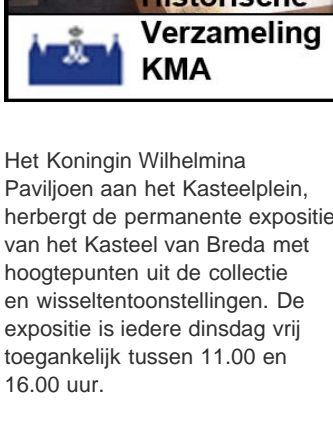 Historische
Verzameling
KMA
Het Koningin Wilhelmina
Paviljoen aan het Kasteelplein,
herbergt de permanente expositie
van het Kasteel van Breda met
hoogtepunten uit de collectie
en wisseltentoonstellingen. De
expositie is iedere dinsdag vrij
toegankelijk tussen 11.00 en
16.00 uur.